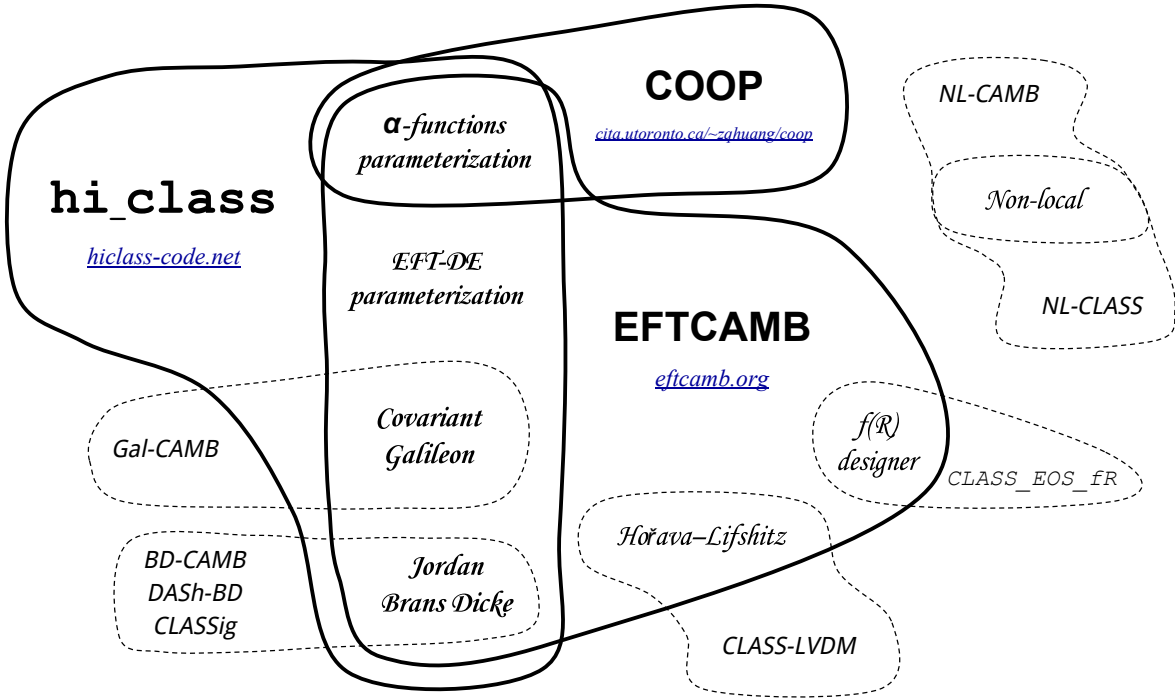 COOP
cita.utoronto.ca/~zqhuang/coop
α-functions
parameterization
hi_class
hiclass-code.net
EFT-DE
parameterization
EFTCAMB
eftcamb.org
NL-CAMB
Non-local
NL-CLASS
Gal-CAMB
Covariant
Galileon
f(R)
designer
CLASS_EOS_fR
BD-CAMB
DASh-BD
CLASSig
Jordan
Brans Dicke
Hořava–Lifshitz
CLASS-LVDM